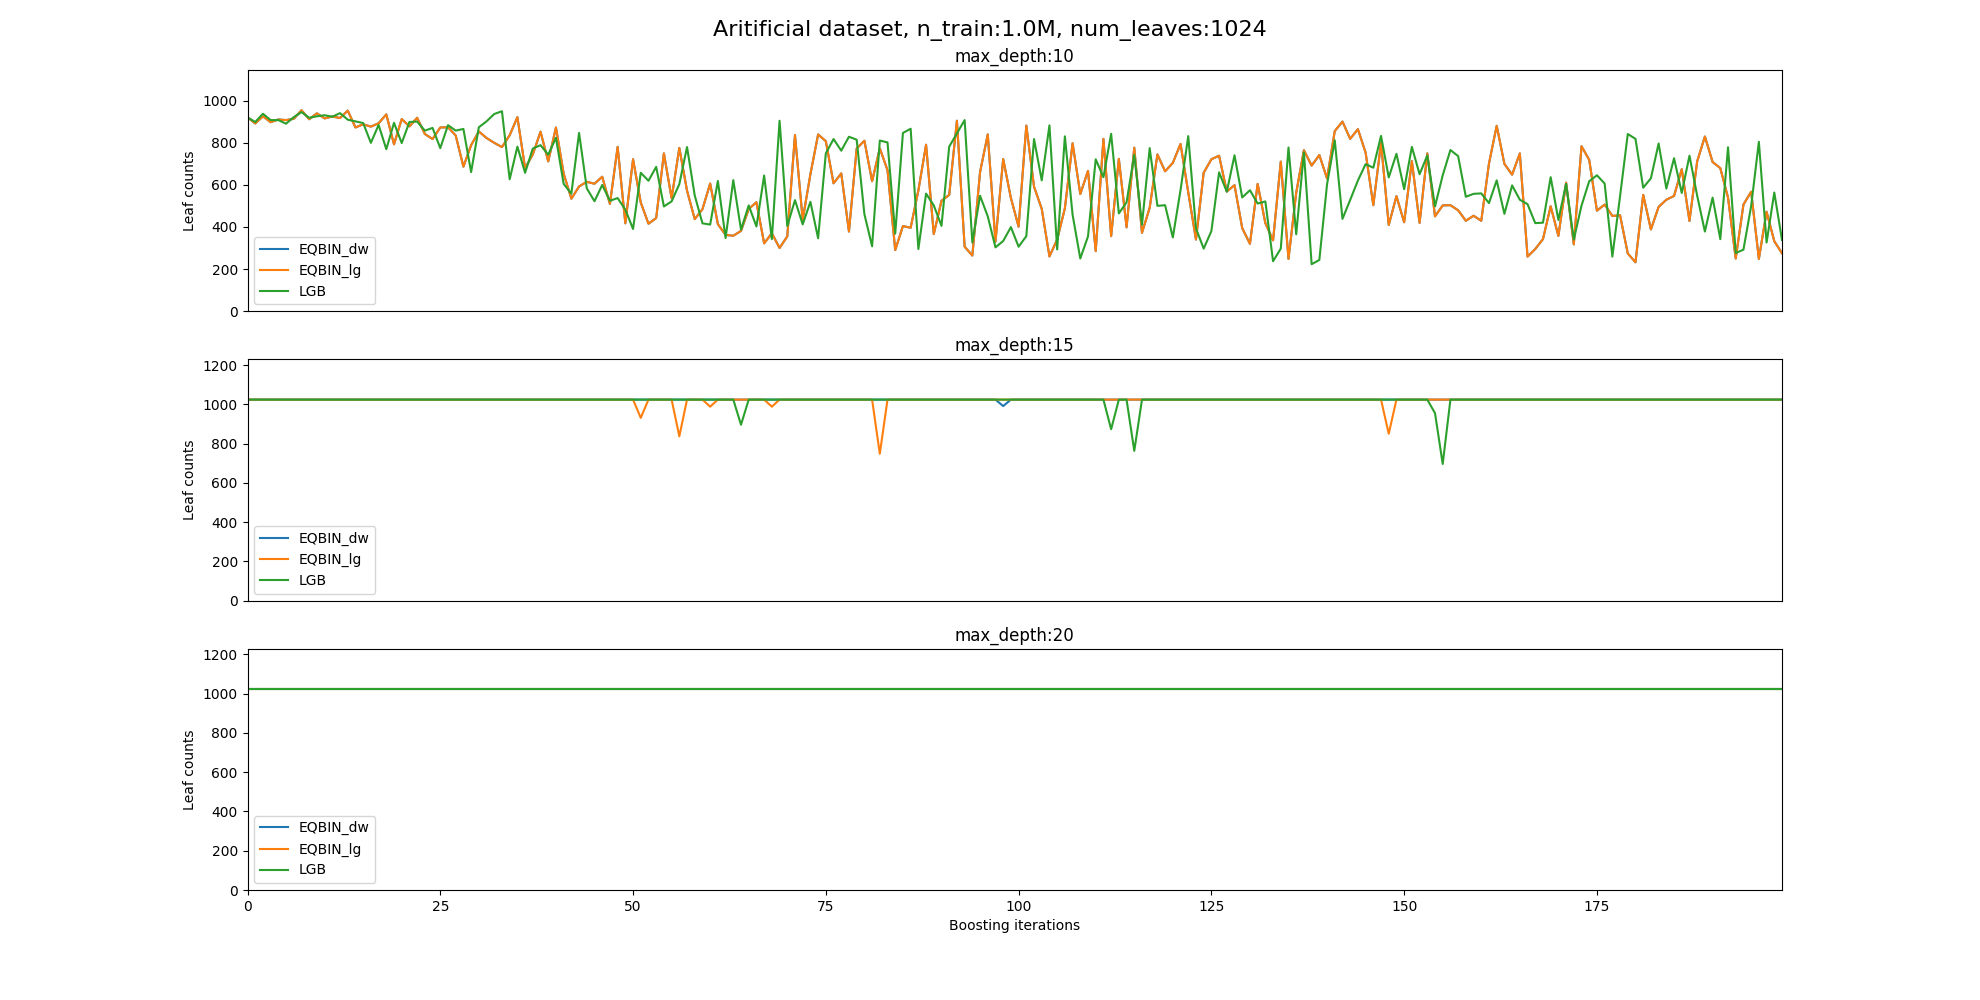 Aritificial dataset, n_train:1.0M, num_leaves:1024
max_depth:10
1000
800
600
400
200
0
Leaf counts
EQBIN_dw
EQBIN_lg
LGB
max_depth:15
1200
1000
800
600
400
200
0
Leaf counts
EQBIN_dw
EQBIN_lg
LGB
max_depth:20
1200
1000
800
600
400
200
0
Leaf counts
EQBIN_dw
EQBIN_lg
LGB
0 25 50 75 100 125 150 175
Boosting iterations